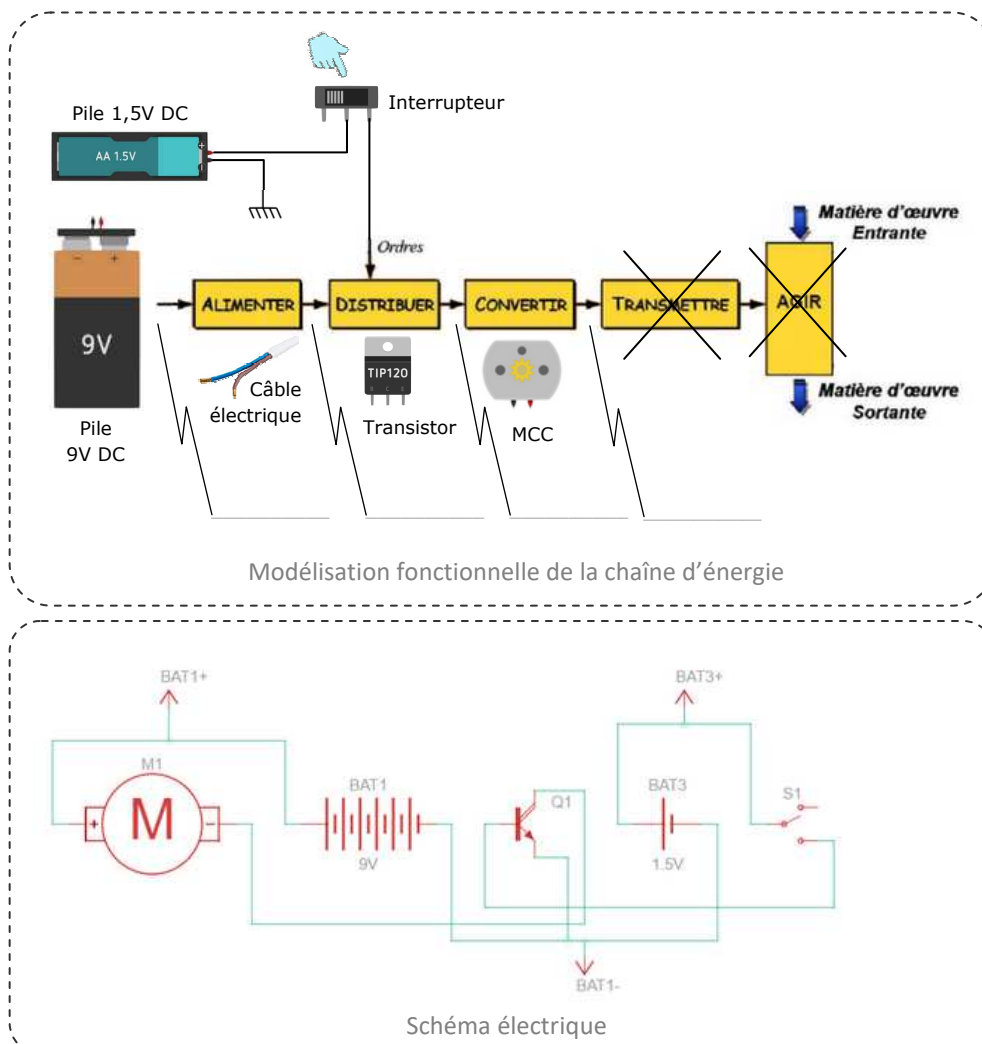 Interrupteur
Pile 1,5V DC
AA 1.5V
+
-
Ordres
Matière d'œuvre
Entrante
- +
9V
ALIMENTER
DISTRIBUER
CONVERTIR
TRANSMETTRE
AGIR
TIP120
B C E
Câble
électrique
Transistor
MCC
Pile
9V DC
Matière d'œuvre
Sortante
Modélisation fonctionnelle de la chaîne d'énergie
BAT1+
BAT3+
M1
BAT1
Q1
BAT3
S1
+ M -
9V
1.5V
BAT1-
Schéma électrique